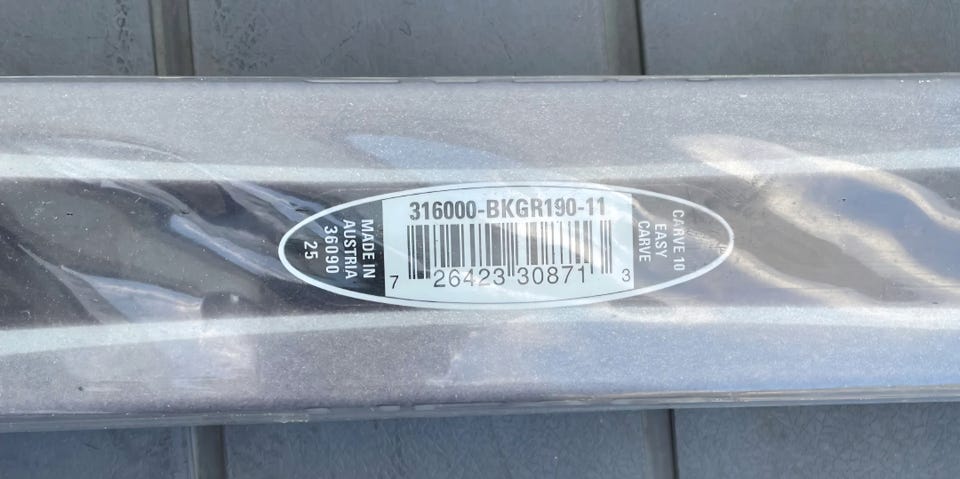 MADE IN
AUSTRIA
36090
25
316000-BKGR190-11
7 26423 30871 3
CARVE 10
EASY
CARVE